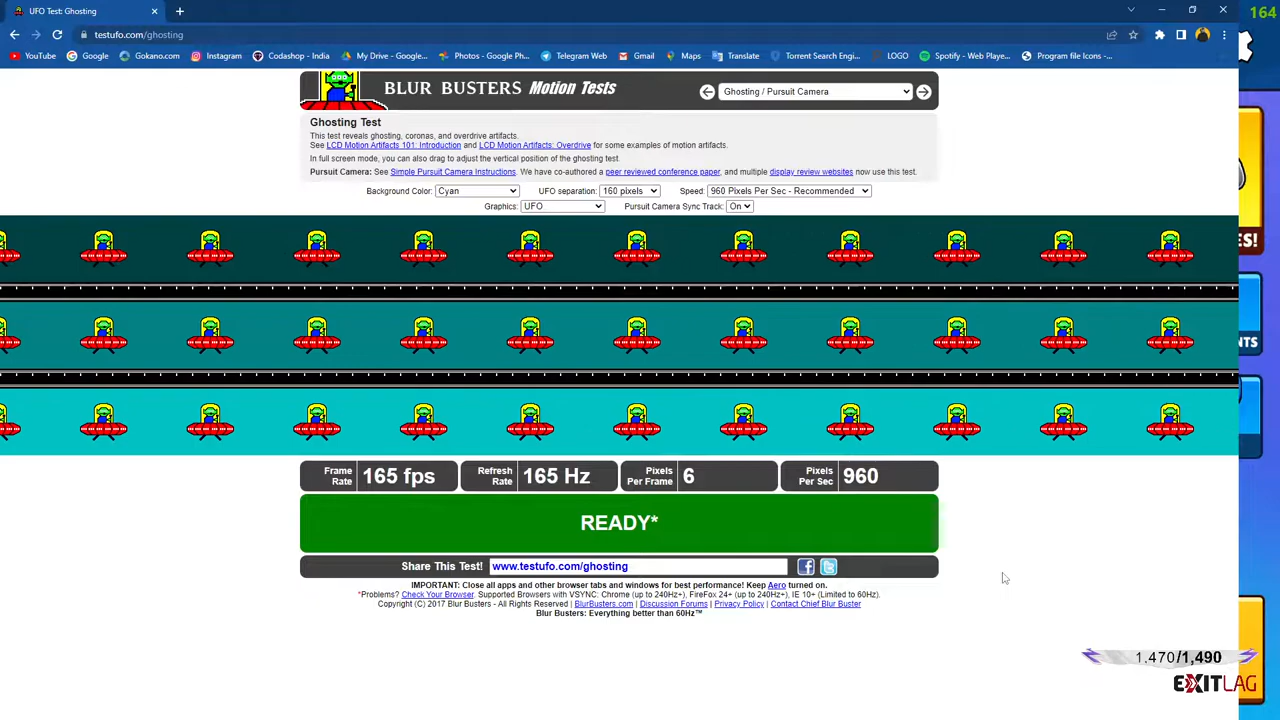 UFO Test: Ghosting
164
testufo.com/ghosting
YouTube Google Gokano.com Instagram Codashop - India My Drive - Google... Photos - Google Ph... Telegram Web Gmail Maps Translate Torrent Search Engi... LOGO Spotify - Web Playe... Program file Icons -...
BLUR BUSTERS Motion Tests
Ghosting / Pursuit Camera
Ghosting Test
This test reveals ghosting, coronas, and overdrive artifacts.
See LCD Motion Artifacts 101: Introduction and LCD Motion Artifacts: Overdrive for some examples of motion artifacts.
In full screen mode, you can also drag to adjust the vertical position of the ghosting test.
Pursuit Camera: See Simple Pursuit Camera Instructions. We have co-authored a peer reviewed conference paper, and multiple display review websites now use this test.
Background Color: Cyan UFO separation: 160 pixels Speed: 960 Pixels Per Sec - Recommended
Graphics: UFO Pursuit Camera Sync Track: On
ES!
NTS
Frame Rate 165 fps Refresh Rate 165 Hz Pixels Per Frame 6 Pixels Per Sec 960
READY*
Share This Test! www.testufo.com/ghosting
IMPORTANT: Close all apps and other browser tabs and windows for best performance! Keep Aero turned on.
*Problems? Check Your Browser. Supported Browsers with VSYNC: Chrome (up to 240Hz+), FireFox 24+ (up to 240Hz+), IE 10+ (Limited to 60Hz).
Copyright (C) 2017 Blur Busters - All Rights Reserved | BlurBusters.com | Discussion Forums | Privacy Policy | Contact Chief Blur Buster
Blur Busters: Everything better than 60Hz™
1,470/1,490
EXITLAG